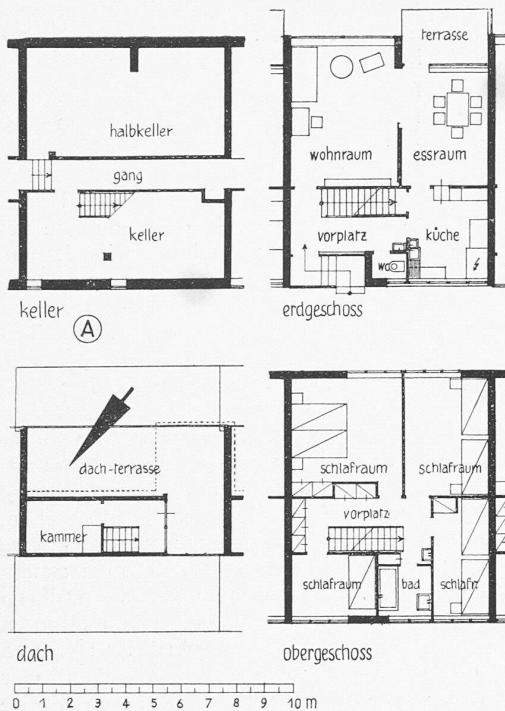 halbkeller
gang
keller
keller
A
terrasse
wohnraum
essraum
vorplatz
küche
wc
erdgeschoss
dach-terrasse
kammer
dach
schlafraum
schlafraum
vorplatz
schlafraum
bad
schlafr
obergeschoss
0 1 2 3 4 5 6 7 8 9 10 m